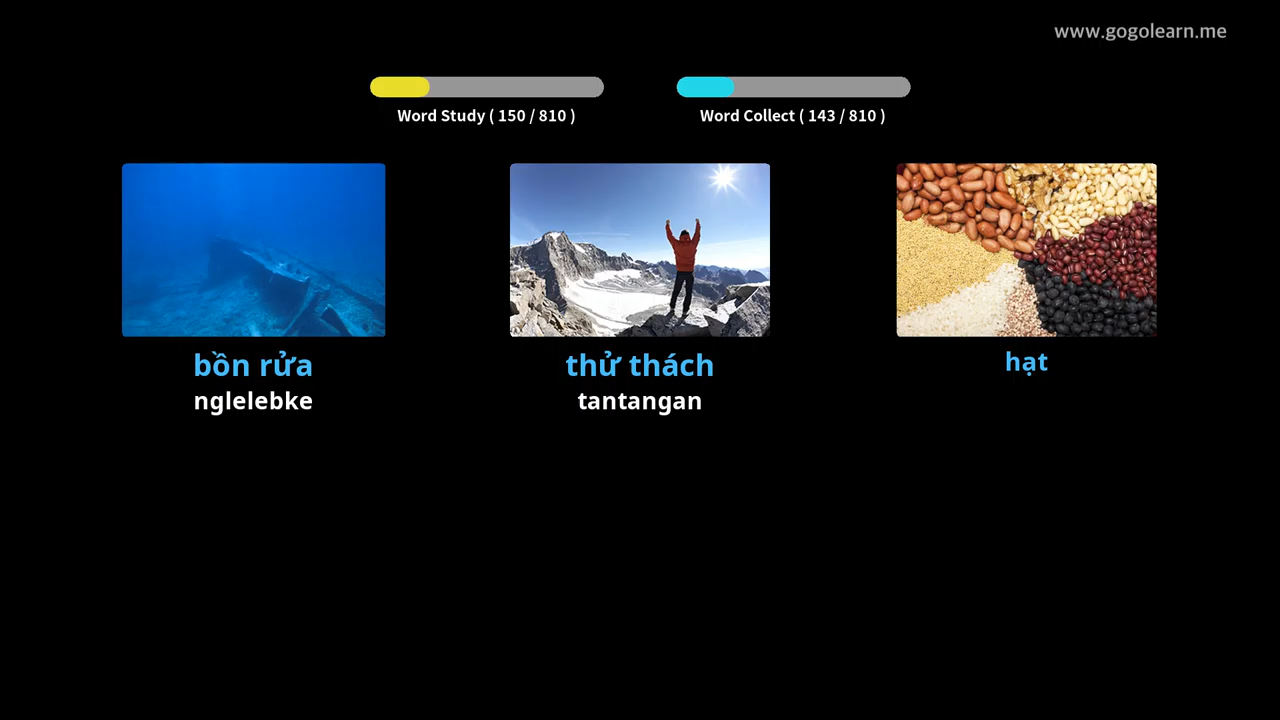 www.gogolearn.me
Word Study ( 150 / 810 )
Word Collect ( 143 / 810 )
bồn rửa
nglelebke
thử thách
tantangan
hạt